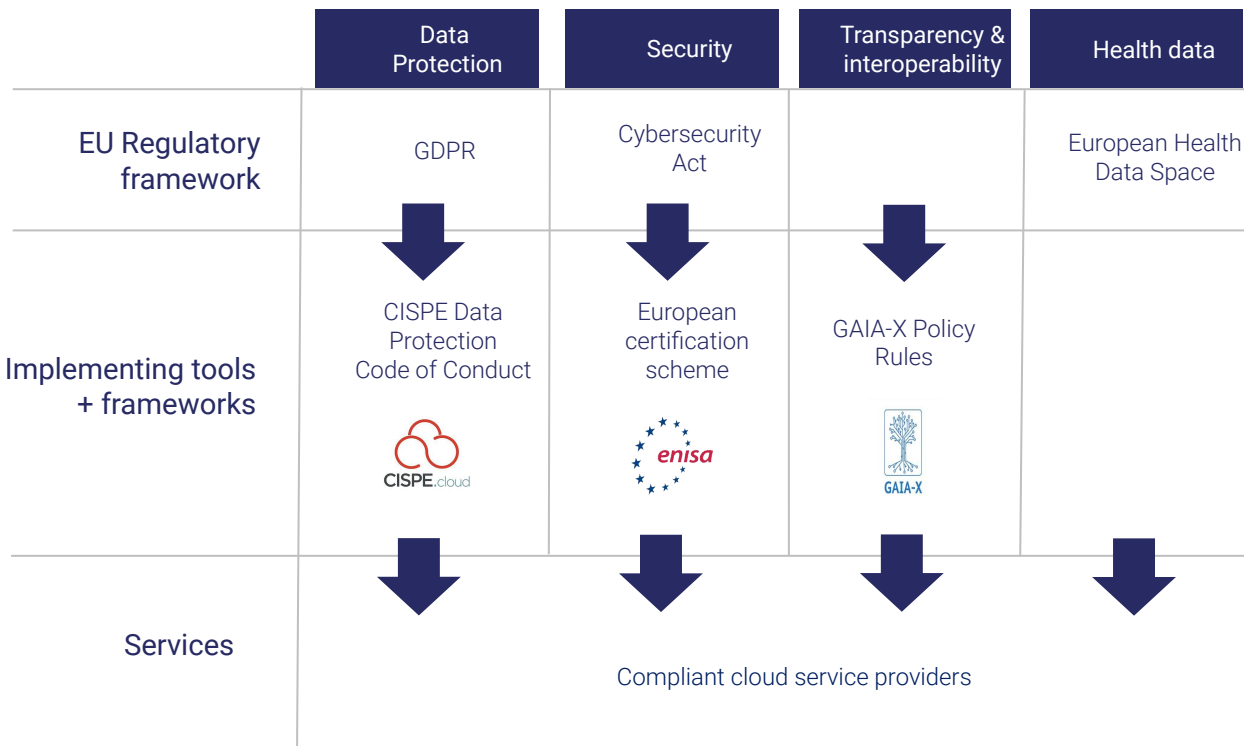 Data
Protection
Security
Transparency &
interoperability
Health data
EU Regulatory
framework
GDPR
Cybersecurity
Act
European Health
Data Space
Implementing tools
+ frameworks
CISPE Data
Protection
Code of Conduct
European
certification
scheme
GAIA-X Policy
Rules
CISPE.cloud
enisa
GAIA-X
Services
Compliant cloud service providers